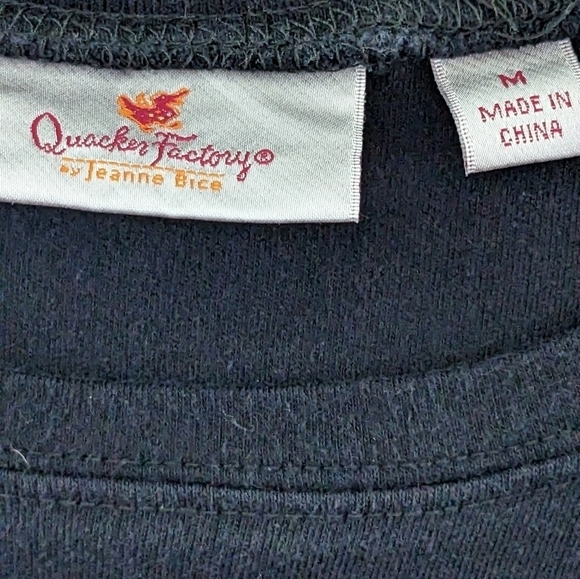 Quacker Factory®
by Jeanne Bice
M
MADE IN
CHINA